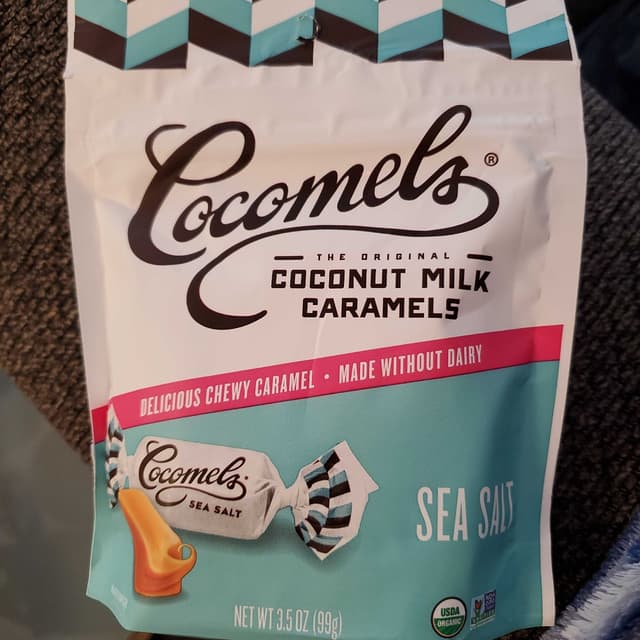 Cocomels®
THE ORIGINAL
COCONUT MILK
CARAMELS
DELICIOUS CHEWY CARAMEL • MADE WITHOUT DAIRY
Cocomels
SEA SALT
SEA SALT
NET WT 3.5 OZ (99g)
USDA
ORGANIC